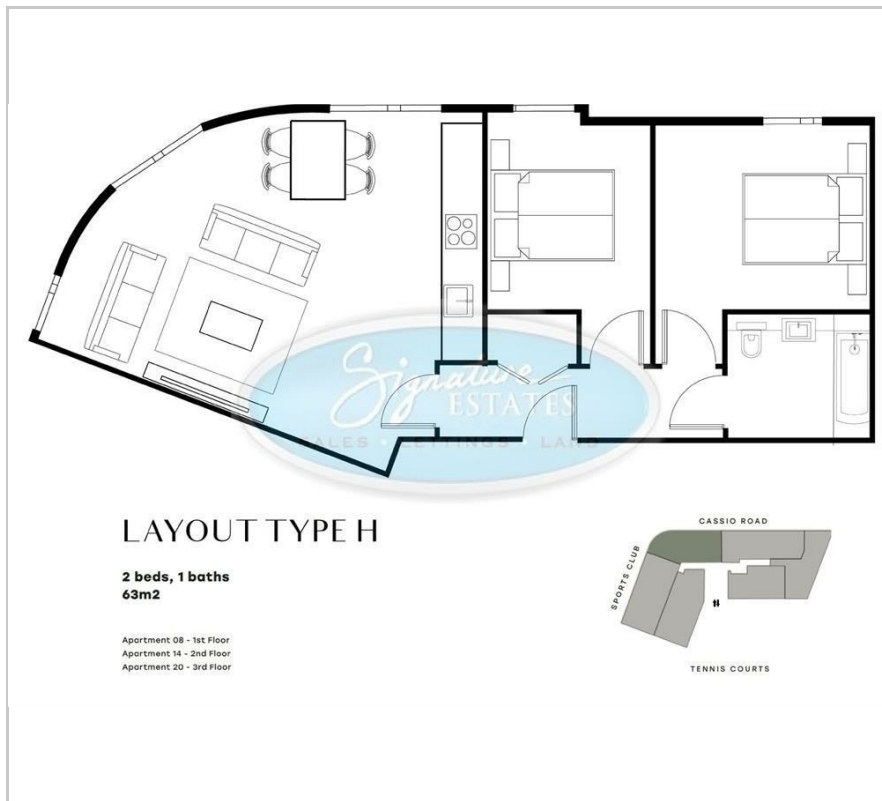 Signature
ESTATES
SALES • LETTINGS • LAND
LAYOUT TYPE H
2 beds, 1 baths
63m2
Apartment 08 - 1st Floor
Apartment 14 - 2nd Floor
Apartment 20 - 3rd Floor
CASSIO ROAD
SPORTS CLUB
TENNIS COURTS